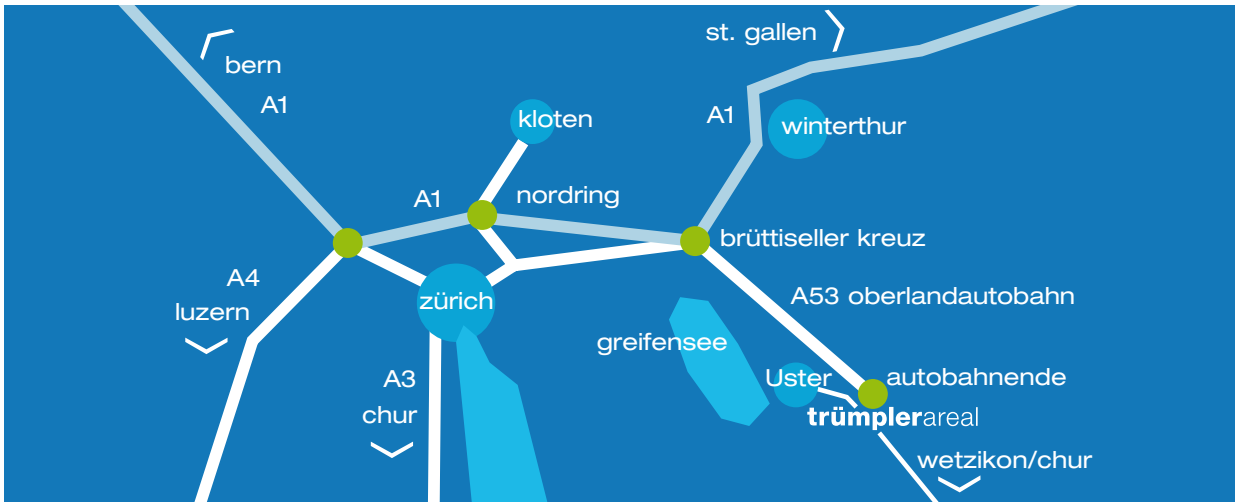 st. gallen
bern
A1
kloten
A1
winterthur
A1
nordring
brüttiseller kreuz
A4
luzern
zürich
A53 oberlandautobahn
greifensee
A3
chur
Uster
autobahnende
trümplerareal
wetzikon/chur